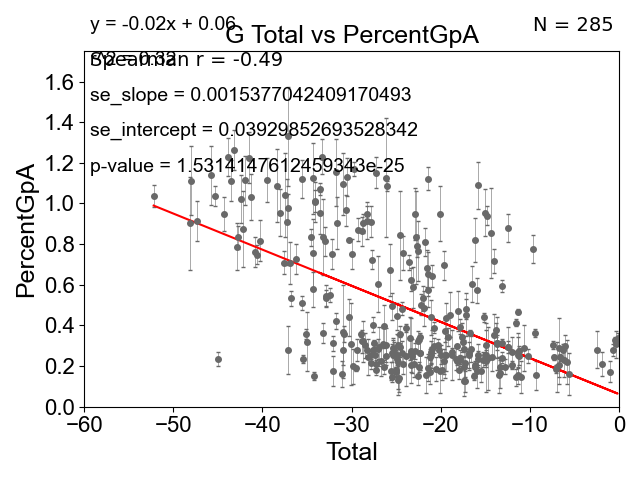 y = -0.02x + 0.06
G Total vs PercentGpA
N = 285
Spearman r = -0.49
se_slope = 0.0015377042409170493
se_intercept = 0.03929852693528342
p-value = 1.5314147612459343e-25
PercentGpA
1.6
1.4
1.2
1.0
0.8
0.6
0.4
0.2
0.0
−60
−50
−40
−30
−20
−10
0
Total